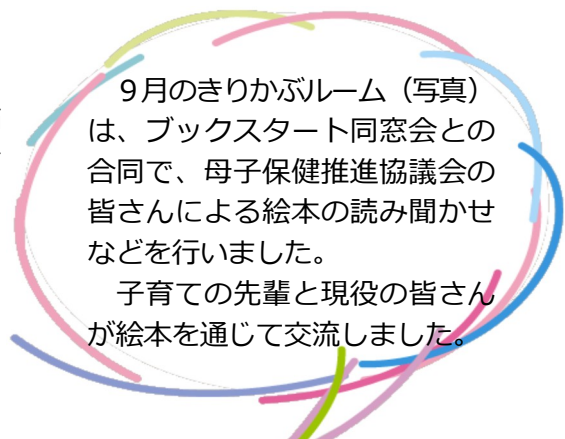 9月のきりかぶルーム（写真）
は、ブックスタート同窓会との
合同で、母子保健推進協議会の
皆さんによる絵本の読み聞かせ
などを行いました。
　子育ての先輩と現役の皆さん
が絵本を通じて交流しました。